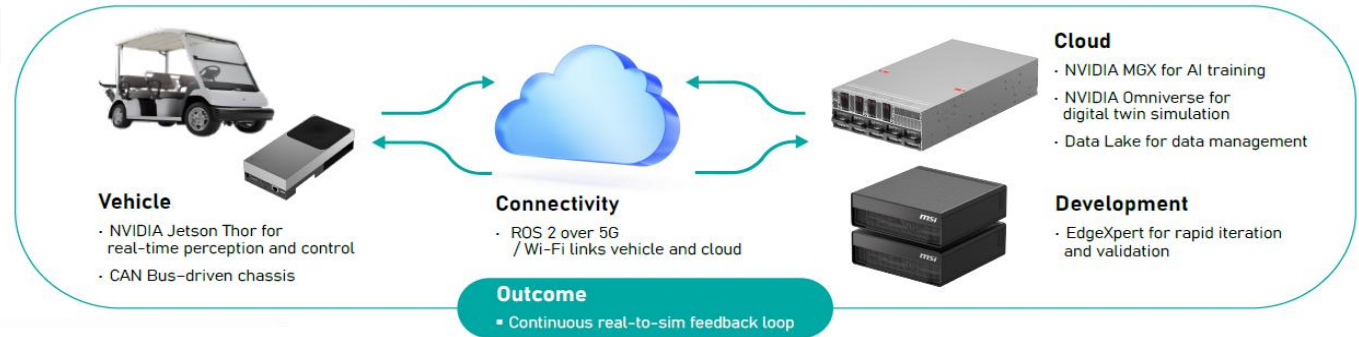 Vehicle
· NVIDIA Jetson Thor for
real-time perception and control
· CAN Bus–driven chassis
Connectivity
· ROS 2 over 5G
/ Wi-Fi links vehicle and cloud
Cloud
· NVIDIA MGX for AI training
· NVIDIA Omniverse for
digital twin simulation
· Data Lake for data management
msi
msi
Development
· EdgeXpert for rapid iteration
and validation
Outcome
▪ Continuous real-to-sim feedback loop